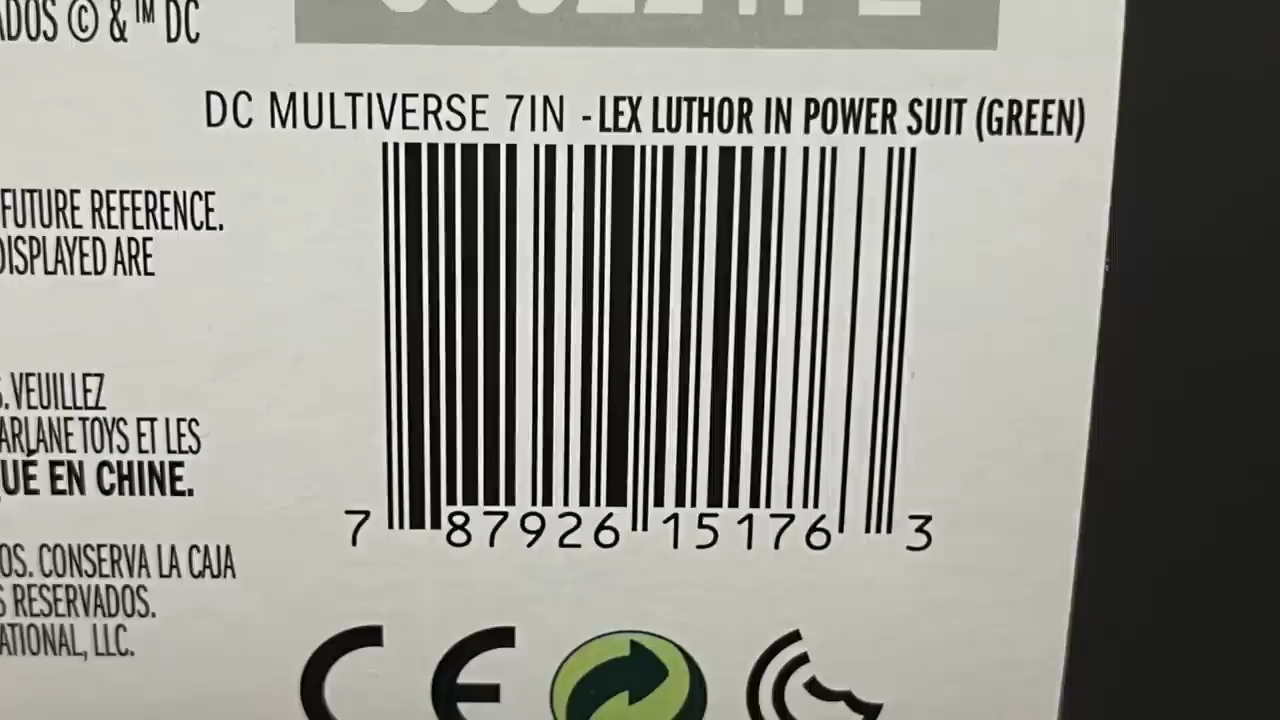 ADOS © & ™ DC
DC MULTIVERSE 7IN - LEX LUTHOR IN POWER SUIT (GREEN)
FUTURE REFERENCE.
DISPLAYED ARE
. VEUILLEZ
ARLANE TOYS ET LES
UÉ EN CHINE.
OS. CONSERVA LA CAJA
S RESERVADOS.
ATIONAL, LLC.
7 87926 15176 3
CE